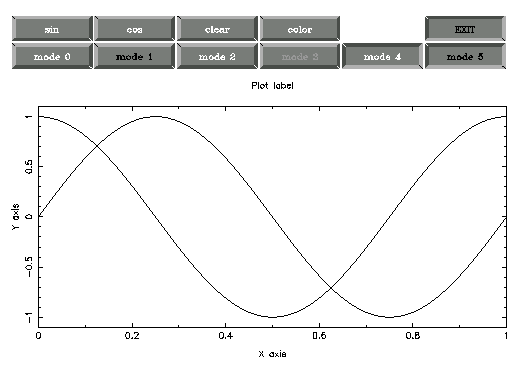 sin cos clear color EXIT
mode 0 mode 1 mode 2 mode 3 mode 4 mode 5
Plot label
1
0.5
0
-0.5
-1
Y axis
0 0.2 0.4 0.6 0.8 1
X axis